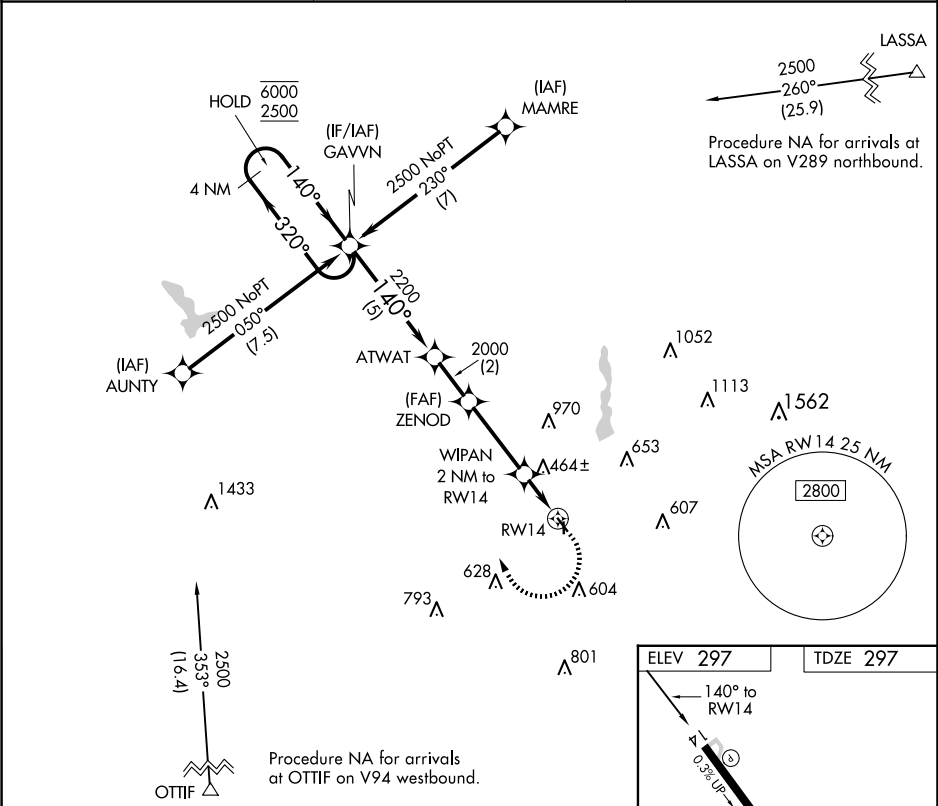 LASSA
2500
260°
(25.9)
Procedure NA for arrivals at
LASSA on V289 northbound.
HOLD
6000
2500
(IF/IAF)
GAVVN
(IAF)
MAMRE
4 NM
140°
320°
2500 NoPT
230°
(7)
2500 NoPT
050°
(7.5)
(IAF)
AUNTY
2200
140°
(5)
ATWAT
2000
(2)
(FAF)
ZENOD
WIPAN
2 NM to
RW14
RW14
1052
1113
1562
970
464±
653
607
1433
628
604
793
801
MSA RW14 25 NM
2800
2500
353°
(16.4)
OTTIF
Procedure NA for arrivals
at OTTIF on V94 westbound.
ELEV 297
TDZE 297
140° to
RW14
14
P
0.3% UP